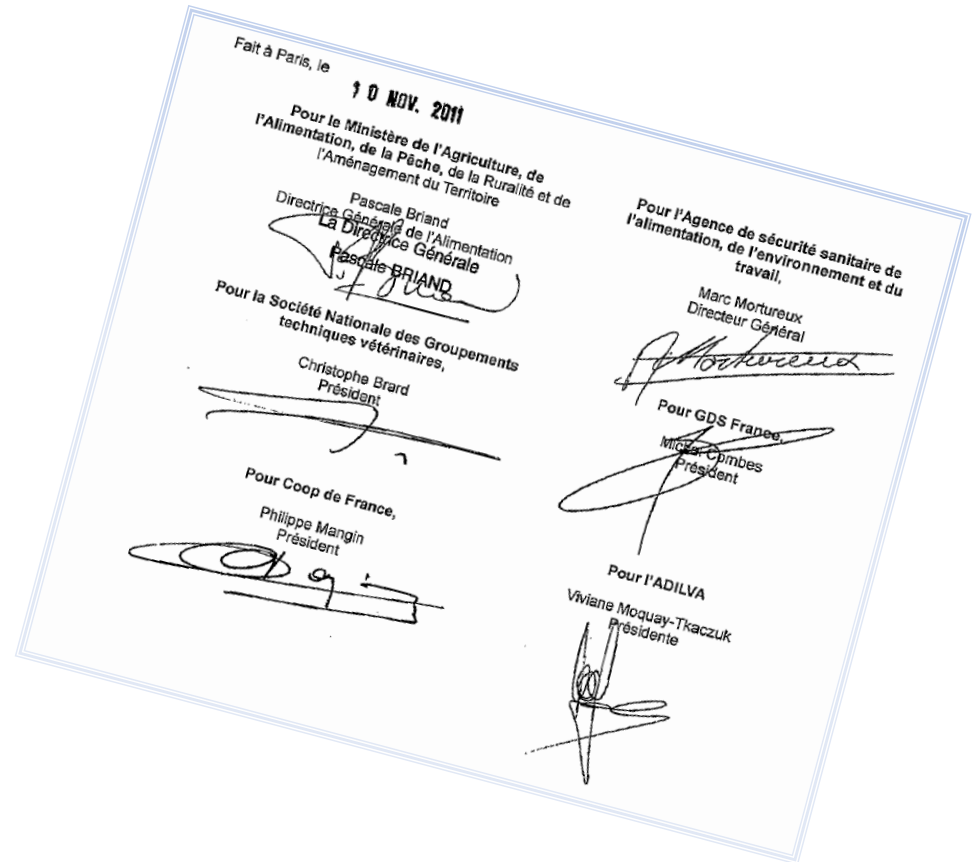 Fait à Paris, le
10 NOV. 2011
Pour le Ministère de l'Agriculture, de
l'Alimentation, de la Pêche, de la Ruralité et de
l'Aménagement du Territoire
Pascale Briand
Directrice Générale de l'Alimentation
La Directrice Générale
Pascale BRIAND
Pour la Société Nationale des Groupements
techniques vétérinaires,
Christophe Brard
Président
Pour Coop de France,
Philippe Mangin
Président
Pour l'Agence de sécurité sanitaire de
l'alimentation, de l'environnement et du
travail,
Marc Mortureux
Directeur Général
Mortureux
Pour GDS France,
Michel Combes
Président
Pour l'ADILVA
Viviane Moquay-Tkaczuk
Présidente